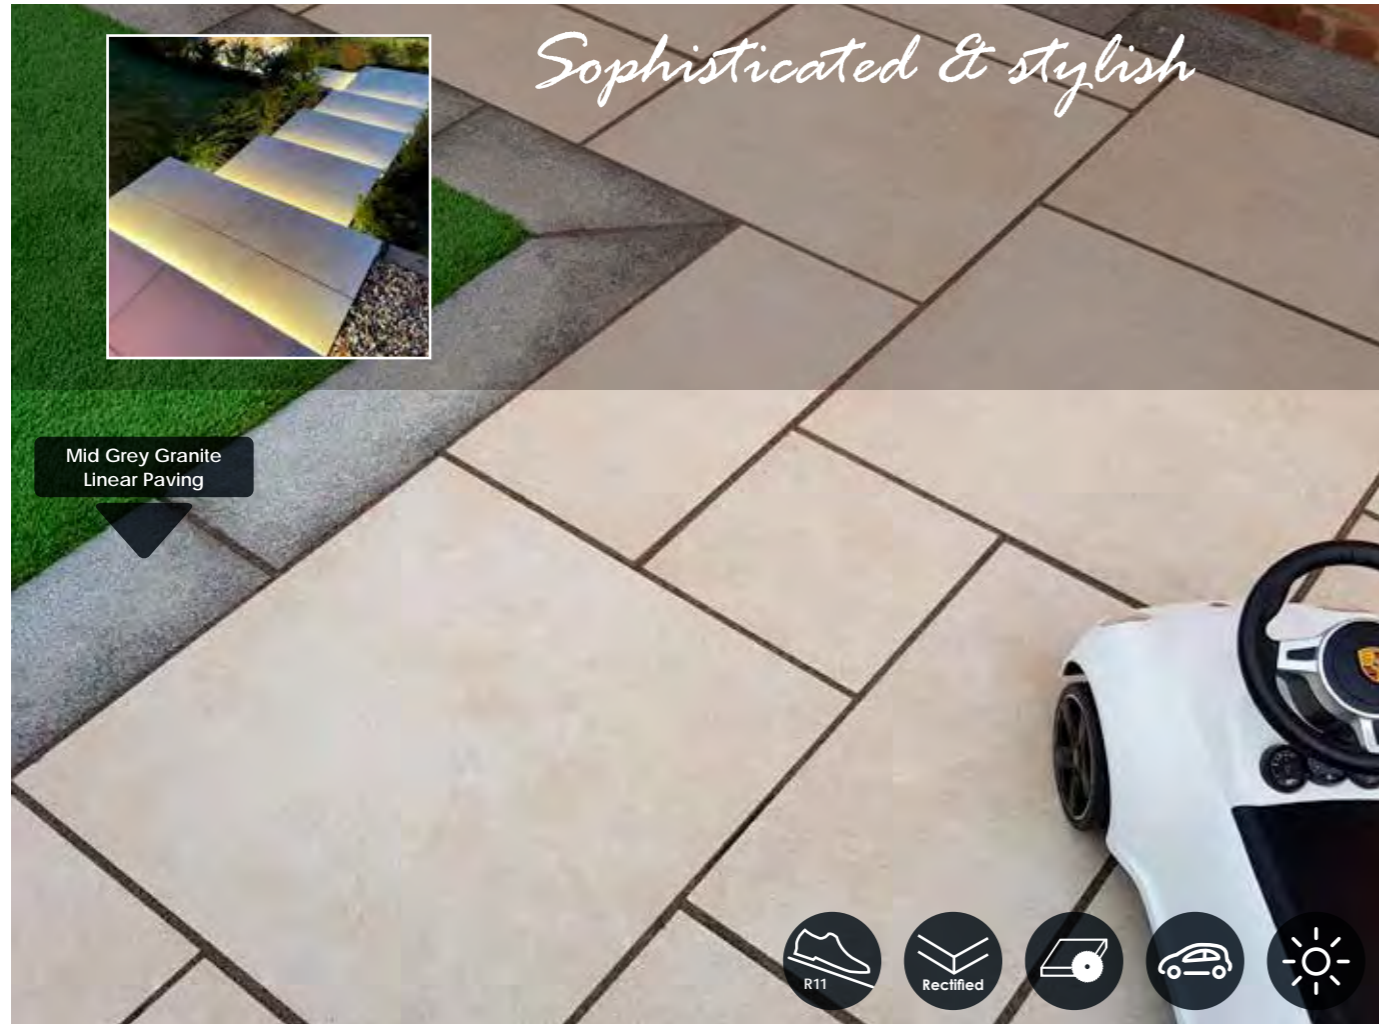 Sophisticated & stylish
Mid Grey Granite
Linear Paving
R11
Rectified